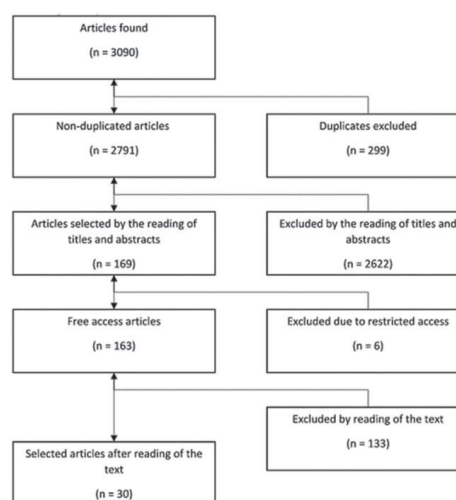 Articles found
(n = 3090)
Non-duplicated articles
(n = 2791)
Duplicates excluded
(n = 299)
Articles selected by the reading of
titles and abstracts
(n = 169)
Excluded by the reading of titles and
abstracts
(n = 2622)
Free access articles
(n = 163)
Excluded due to restricted access
(n = 6)
Excluded by reading of the text
(n = 133)
Selected articles after reading of the
text
(n = 30)